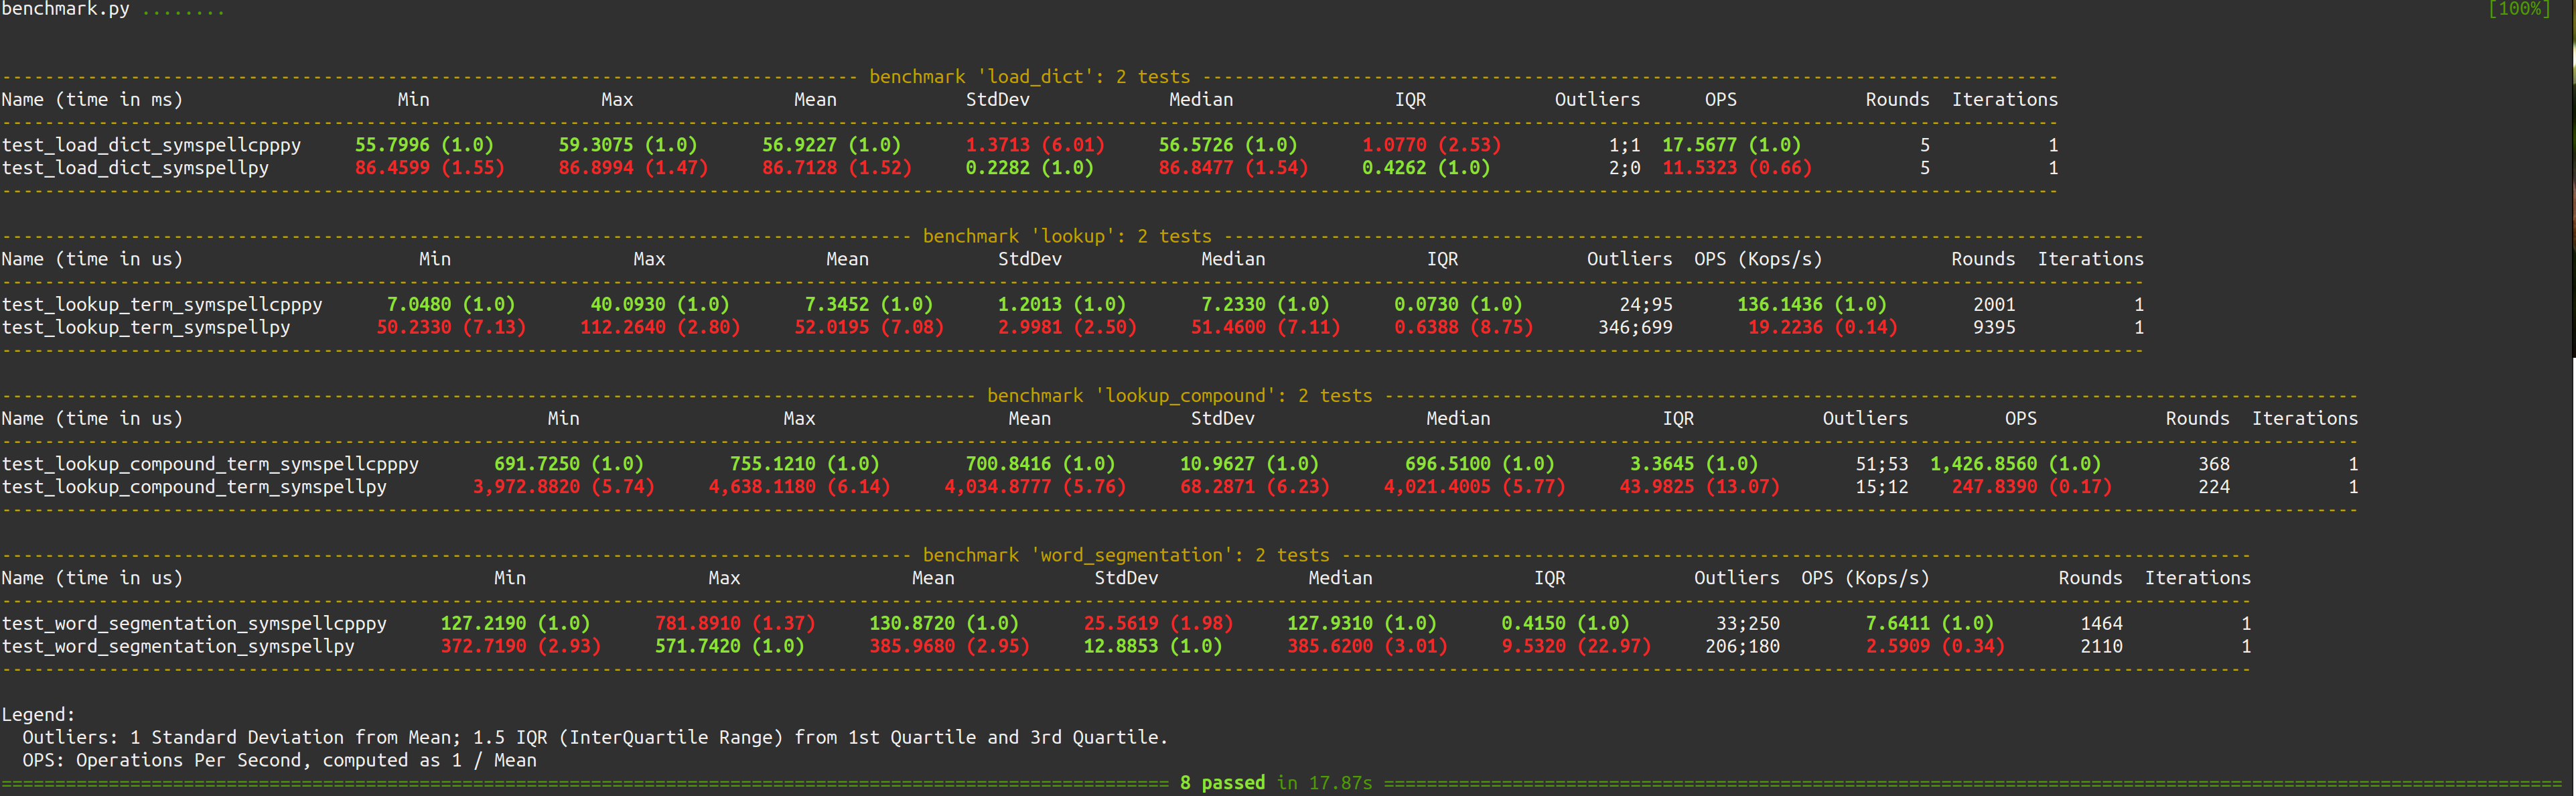 benchmark.py ........ [100%]
---------- benchmark 'load_dict': 2 tests ----------
Name (time in ms) Min Max Mean StdDev Median IQR Outliers OPS Rounds Iterations
test_load_dict_symspellcpppy 55.7996 (1.0) 59.3075 (1.0) 56.9227 (1.0) 1.3713 (6.01) 56.5726 (1.0) 1.0770 (2.53) 1;1 17.5677 (1.0) 5 1
test_load_dict_symspellpy 86.4599 (1.55) 86.8994 (1.47) 86.7128 (1.52) 0.2282 (1.0) 86.8477 (1.54) 0.4262 (1.0) 2;0 11.5323 (0.66) 5 1
---------- benchmark 'lookup': 2 tests ----------
Name (time in us) Min Max Mean StdDev Median IQR Outliers OPS (Kops/s) Rounds Iterations
test_lookup_term_symspellcpppy 7.0480 (1.0) 40.0930 (1.0) 7.3452 (1.0) 1.2013 (1.0) 7.2330 (1.0) 0.0730 (1.0) 24;95 136.1436 (1.0) 2001 1
test_lookup_term_symspellpy 50.2330 (7.13) 112.2640 (2.80) 52.0195 (7.08) 2.9981 (2.50) 51.4600 (7.11) 0.6388 (8.75) 346;699 19.2236 (0.14) 9395 1
---------- benchmark 'lookup_compound': 2 tests ----------
Name (time in us) Min Max Mean StdDev Median IQR Outliers OPS Rounds Iterations
test_lookup_compound_term_symspellcpppy 691.7250 (1.0) 755.1210 (1.0) 700.8416 (1.0) 10.9627 (1.0) 696.5100 (1.0) 3.3645 (1.0) 51;53 1,426.8560 (1.0) 368 1
test_lookup_compound_term_symspellpy 3,972.8820 (5.74) 4,638.1180 (6.14) 4,034.8777 (5.76) 68.2871 (6.23) 4,021.4005 (5.77) 43.9825 (13.07) 15;12 247.8390 (0.17) 224 1
---------- benchmark 'word_segmentation': 2 tests ----------
Name (time in us) Min Max Mean StdDev Median IQR Outliers OPS (Kops/s) Rounds Iterations
test_word_segmentation_symspellcpppy 127.2190 (1.0) 781.8910 (1.37) 130.8720 (1.0) 25.5619 (1.98) 127.9310 (1.0) 0.4150 (1.0) 33;250 7.6411 (1.0) 1464 1
test_word_segmentation_symspellpy 372.7190 (2.93) 571.7420 (1.0) 385.9680 (2.95) 12.8853 (1.0) 385.6200 (3.01) 9.5320 (22.97) 206;180 2.5909 (0.34) 2110 1
Legend:
Outliers: 1 Standard Deviation from Mean; 1.5 IQR (InterQuartile Range) from 1st Quartile and 3rd Quartile.
OPS: Operations Per Second, computed as 1 / Mean
========== 8 passed in 17.87s ==========